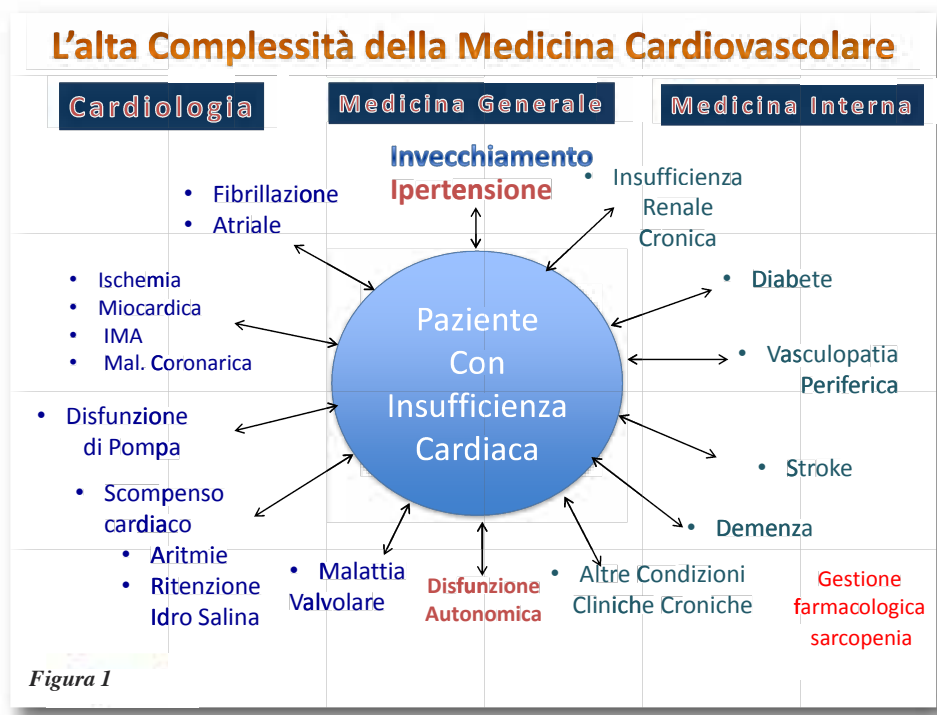 L'alta Complessità della Medicina Cardiovascolare
Cardiologia
Medicina Generale
Medicina Interna
Invecchiamento
Ipertensione
• Fibrillazione
• Atriale
• Ischemia
• Miocardica
• IMA
• Mal. Coronarica
• Disfunzione
di Pompa
• Scompenso
cardiaco
• Aritmie
• Ritenzione
Idro Salina
• Malattia
Valvolare
Disfunzione
Autonomica
Paziente
Con
Insufficienza
Cardiaca
• Insufficienza
Renale
Cronica
• Diabete
• Vasculopatia
Periferica
• Stroke
• Demenza
• Altre Condizioni
Cliniche Croniche
Gestione
farmacologica
sarcopenia
Figura 1